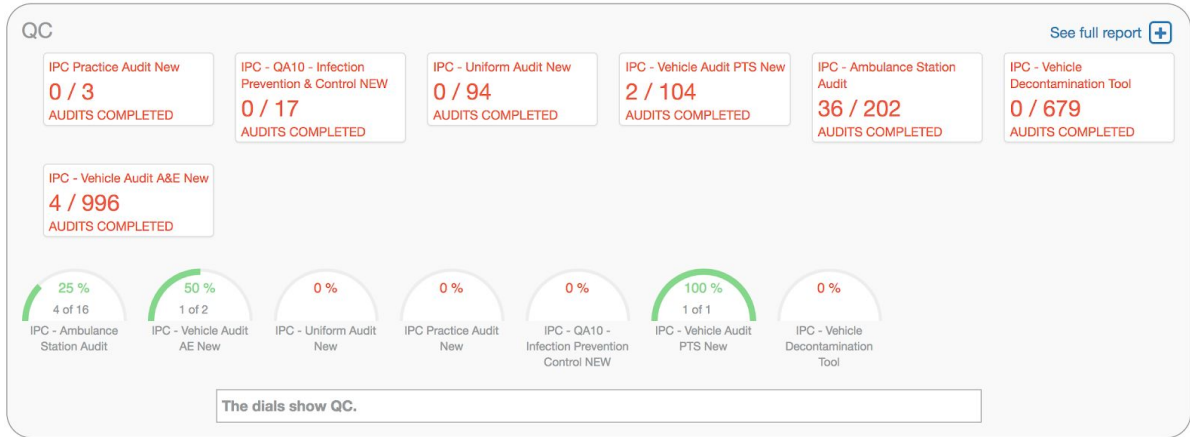 QC
See full report
IPC Practice Audit New
0 / 3
AUDITS COMPLETED
IPC - QA10 - Infection
Prevention & Control NEW
0 / 17
AUDITS COMPLETED
IPC - Uniform Audit New
0 / 94
AUDITS COMPLETED
IPC - Vehicle Audit PTS New
2 / 104
AUDITS COMPLETED
IPC - Ambulance Station
Audit
36 / 202
AUDITS COMPLETED
IPC - Vehicle
Decontamination Tool
0 / 679
AUDITS COMPLETED
IPC - Vehicle Audit A&E New
4 / 996
AUDITS COMPLETED
25 %
4 of 16
IPC - Ambulance
Station Audit
50 %
1 of 2
IPC - Vehicle Audit
AE New
0 %
IPC - Uniform Audit
New
0 %
IPC Practice Audit
New
0 %
IPC - QA10 -
Infection Prevention
Control NEW
100 %
1 of 1
IPC - Vehicle Audit
PTS New
0 %
IPC - Vehicle
Decontamination
Tool
The dials show QC.